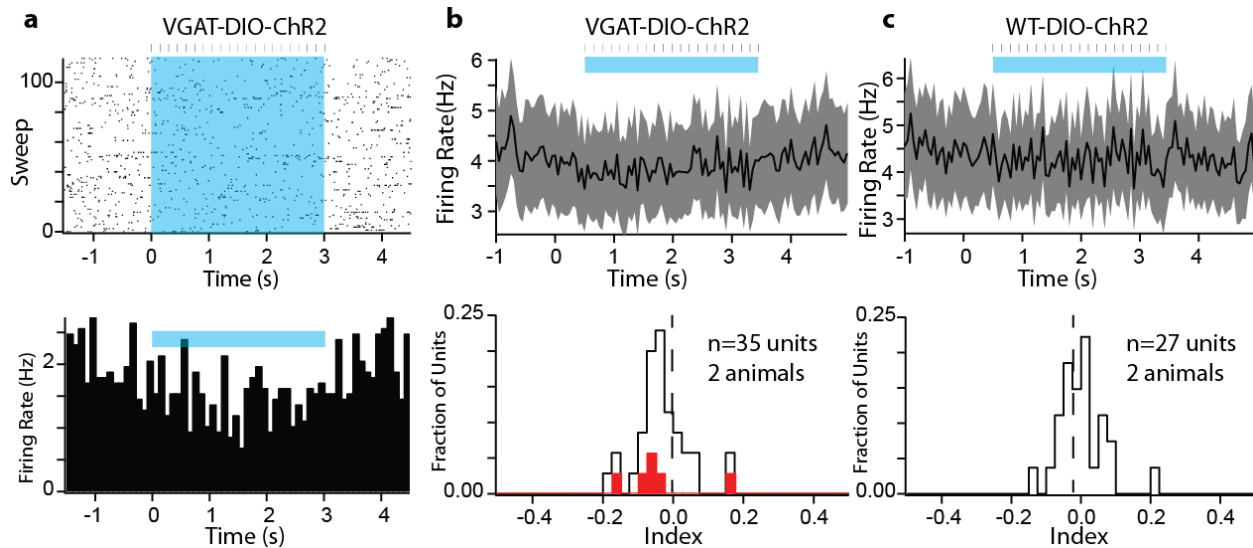 a
VGAT-DIO-ChR2
100
Sweep
0
-1 0 1 2 3 4
Time (s)
2
Firing Rate (Hz)
0
-1 0 1 2 3 4
Time (s)
b
VGAT-DIO-ChR2
6
5
4
3
Firing Rate(Hz)
-1 0 2 4
Time (s)
0.25
Fraction of Units
0.00
n=35 units
2 animals
-0.4 -0.2 0.0 0.2 0.4
Index
c
WT-DIO-ChR2
6
5
4
3
Firing Rate (Hz)
-1 0 1 2 3 4
Time (s)
0.25
Fraction of Units
0.00
n=27 units
2 animals
-0.4 -0.2 0.0 0.2 0.4
Index